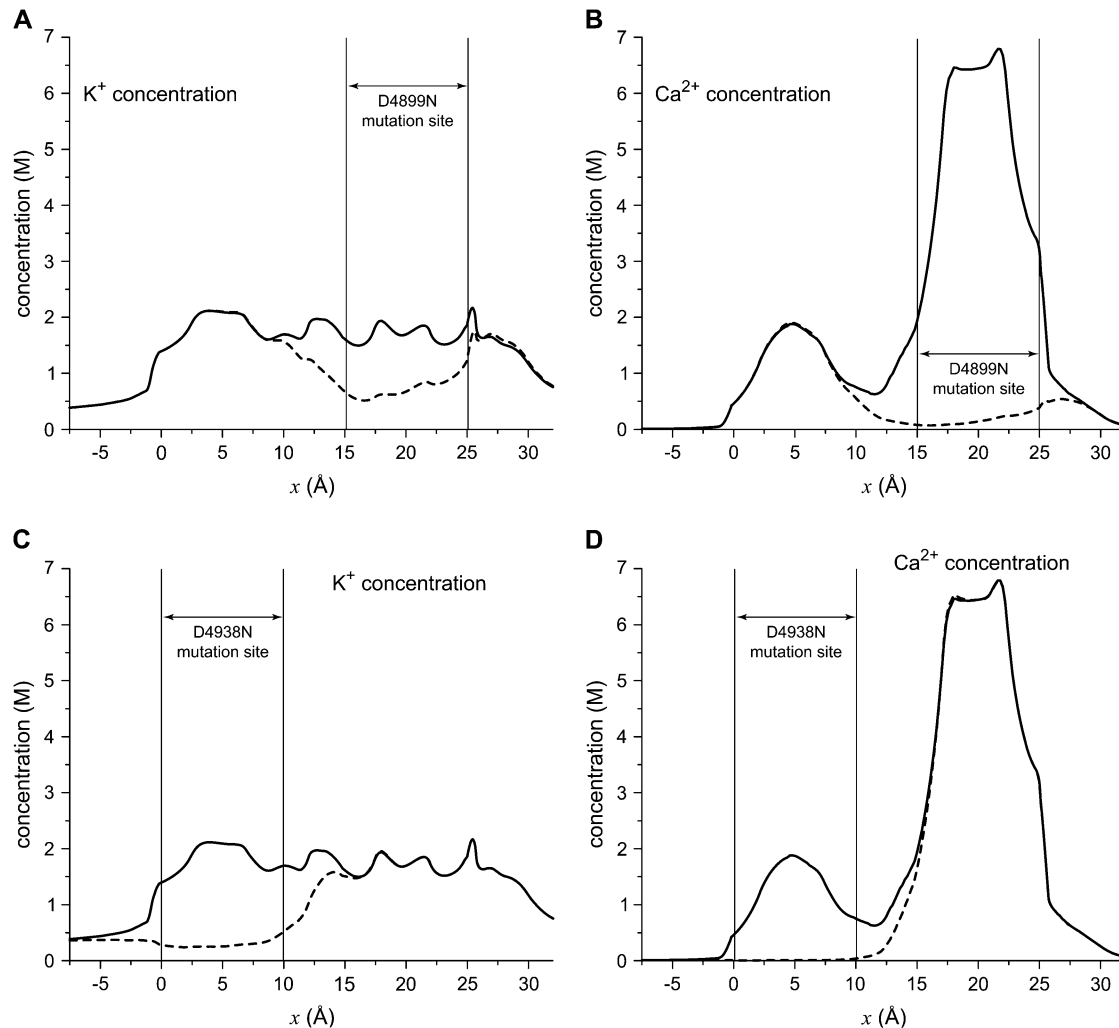 A
K⁺ concentration
D4899N
mutation site
concentration (M)
7
6
5
4
3
2
1
0
-5 0 5 10 15 20 25 30
x (Å)
B
Ca²⁺ concentration
D4899N
mutation site
concentration (M)
7
6
5
4
3
2
1
0
-5 0 5 10 15 20 25 30
x (Å)
C
K⁺ concentration
D4938N
mutation site
concentration (M)
7
6
5
4
3
2
1
0
-5 0 5 10 15 20 25 30
x (Å)
D
Ca²⁺ concentration
D4938N
mutation site
concentration (M)
7
6
5
4
3
2
1
0
-5 0 5 10 15 20 25 30
x (Å)